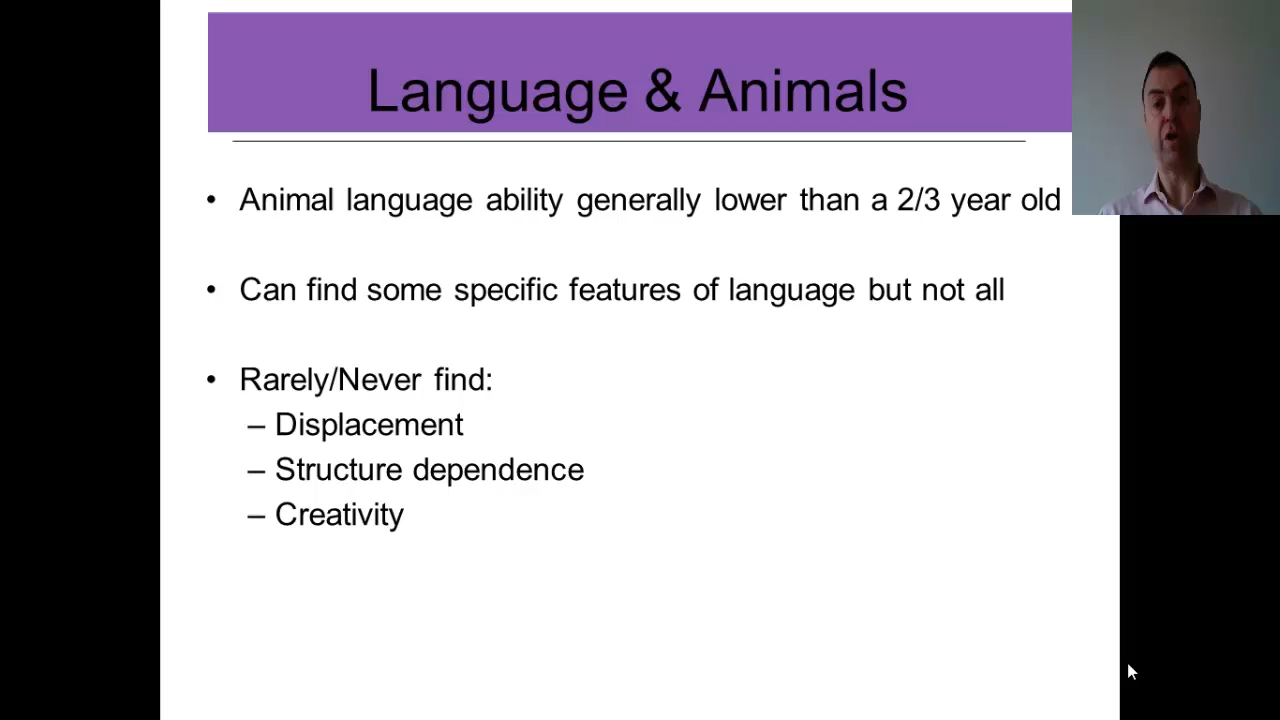 Language & Animals
• Animal language ability generally lower than a 2/3 year old
• Can find some specific features of language but not all
• Rarely/Never find:
– Displacement
– Structure dependence
– Creativity